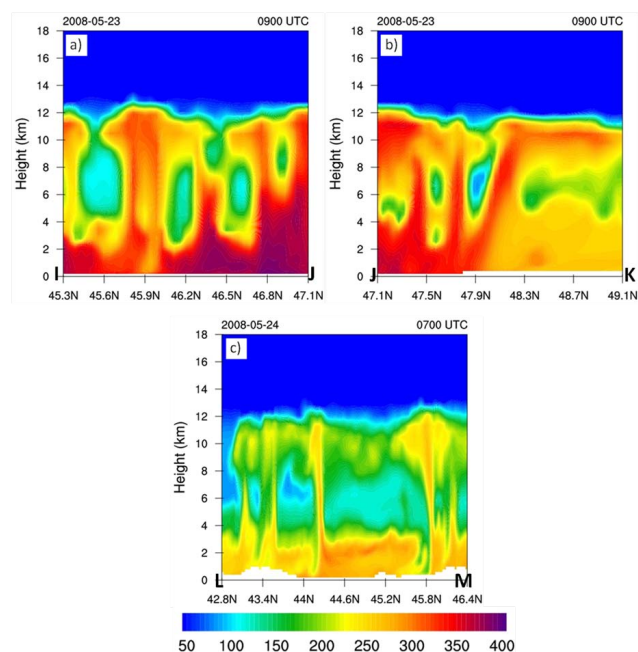 2008-05-23 0900 UTC
a)
18
16
14
12
10
8
6
4
2
0
Height (km)
I J
45.3N 45.6N 45.9N 46.2N 46.5N 46.8N 47.1N
2008-05-23 0900 UTC
b)
18
16
14
12
10
8
6
4
2
0
Height (km)
J K
47.1N 47.5N 47.9N 48.3N 48.7N 49.1N
2008-05-24 0700 UTC
c)
18
16
14
12
10
8
6
4
2
0
Height (km)
L M
42.8N 43.4N 44N 44.6N 45.2N 45.8N 46.4N
50 100 150 200 250 300 350 400